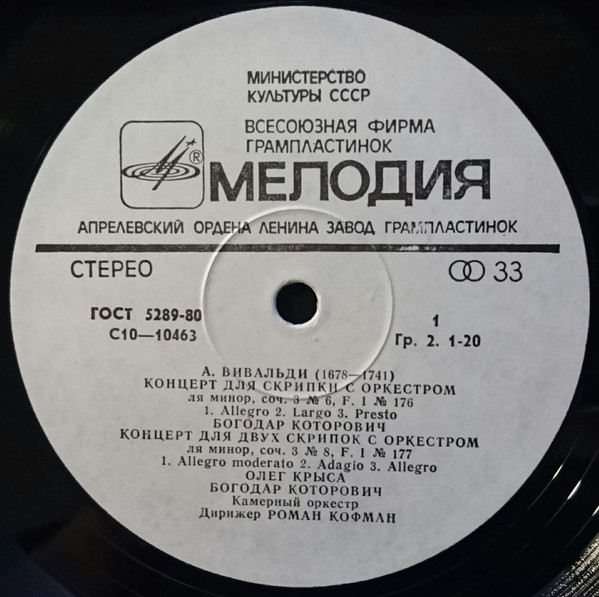 МИНИСТЕРСТВО
КУЛЬТУРЫ СССР
ВСЕСОЮЗНАЯ ФИРМА
ГРАМПЛАСТИНОК
® МЕЛОДИЯ
АПРЕЛЕВСКИЙ ОРДЕНА ЛЕНИНА ЗАВОД ГРАМПЛАСТИНОК
СТЕРЕО 33
ГОСТ 5289-80 1
С10—10463 Гр. 2. 1-20
А. ВИВАЛЬДИ (1678—1741)
КОНЦЕРТ ДЛЯ СКРИПКИ С ОРКЕСТРОМ
ля минор, соч. 3 № 6, F. I № 176
1. Allegro 2. Largo 3. Presto
БОГОДАР КОТОРОВИЧ
КОНЦЕРТ ДЛЯ ДВУХ СКРИПОК С ОРКЕСТРОМ
ля минор, соч. 3 № 8, F. I № 177
1. Allegro moderato 2. Adagio 3. Allegro
ОЛЕГ КРЫСА
БОГОДАР КОТОРОВИЧ
Камерный оркестр
Дирижер РОМАН КОФМАН